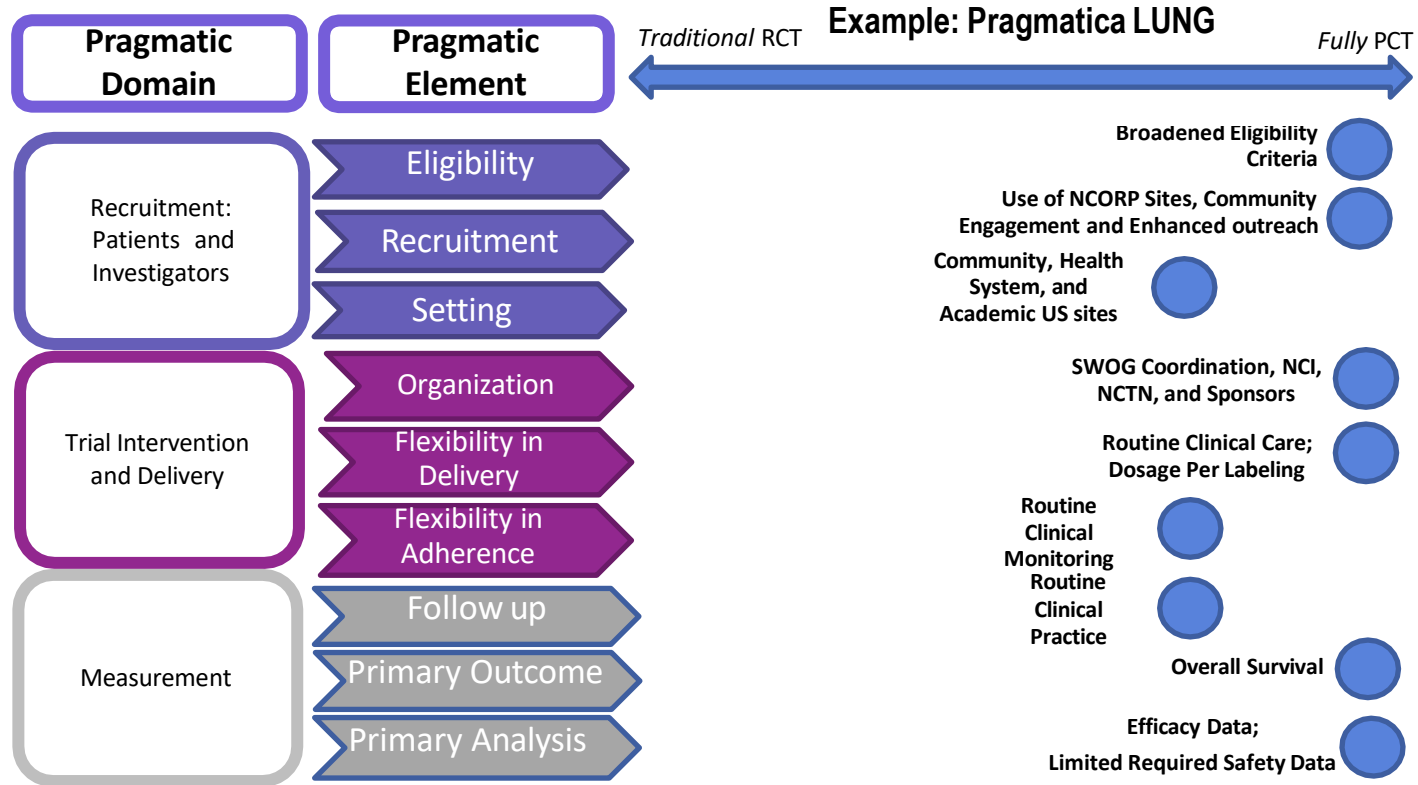 Pragmatic
Domain
Pragmatic
Element
Traditional RCT
Example: Pragmatica LUNG
Fully PCT
Recruitment:
Patients and
Investigators
Eligibility
Broadened Eligibility
Criteria
Recruitment
Use of NCORP Sites, Community
Engagement and Enhanced outreach
Setting
Community, Health
System, and
Academic US sites
Trial Intervention
and Delivery
Organization
SWOG Coordination, NCI,
NCTN, and Sponsors
Flexibility in
Delivery
Routine Clinical Care;
Dosage Per Labeling
Flexibility in
Adherence
Routine
Clinical
Monitoring
Measurement
Follow up
Routine
Clinical
Practice
Primary Outcome
Overall Survival
Primary Analysis
Efficacy Data;
Limited Required Safety Data